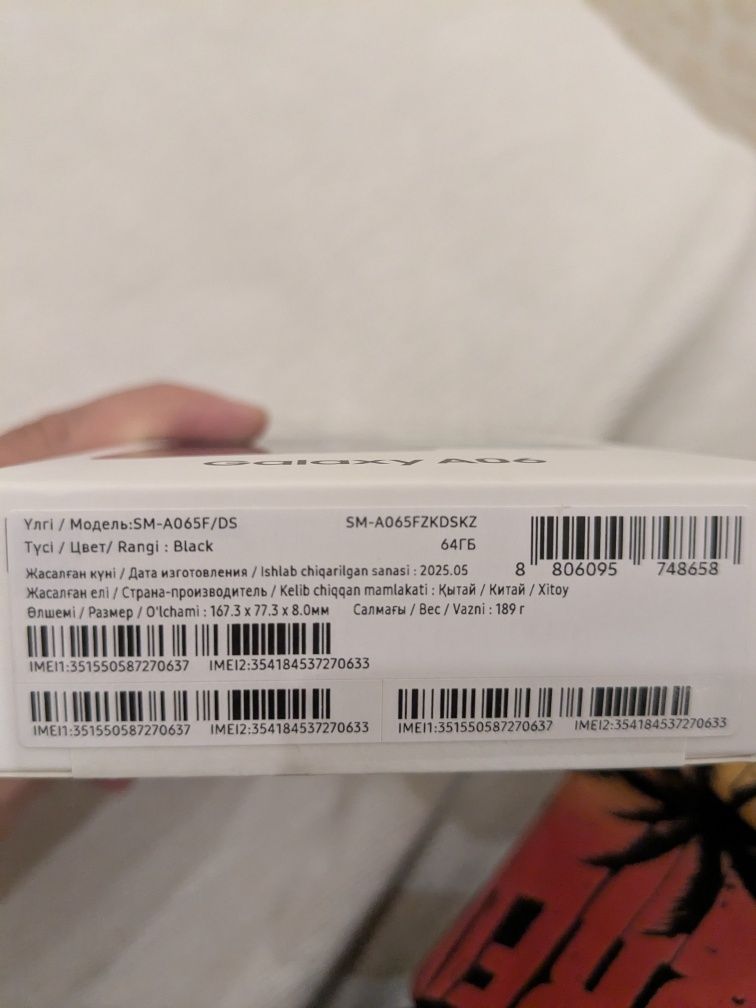 Galaxy A06
Үлгі / Модель:SM-A065F/DS SM-A065FZKDSKZ
Түсі / Цвет/ Rangi : Black 64ГБ
8 806095 748658
Жасалған күні / Дата изготовления / Ishlab chiqarilgan sanasi : 2025.05
Жасалған елі / Страна-производитель / Kelib chiqqan mamlakati : Қытай / Китай / Xitoy
Өлшемі / Размер / O'lchami : 167.3 x 77.3 x 8.0мм Салмағы / Вес / Vazni : 189 г
IMEI1:351550587270637 IMEI2:354184537270633
IMEI1:351550587270637 IMEI2:354184537270633
IMEI1:351550587270637 IMEI2:354184537270633